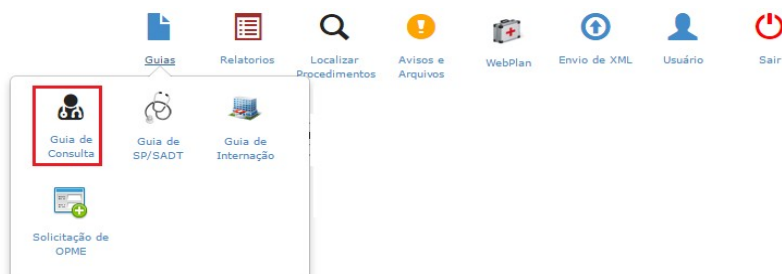 Guias
Relatorios
Localizar
Procedimentos
Avisos e
Arquivos
WebPlan
Envio de XML
Usuário
Sair
Guia de
Consulta
Guia de
SP/SADT
Guia de
Internação
Solicitação de
OPME